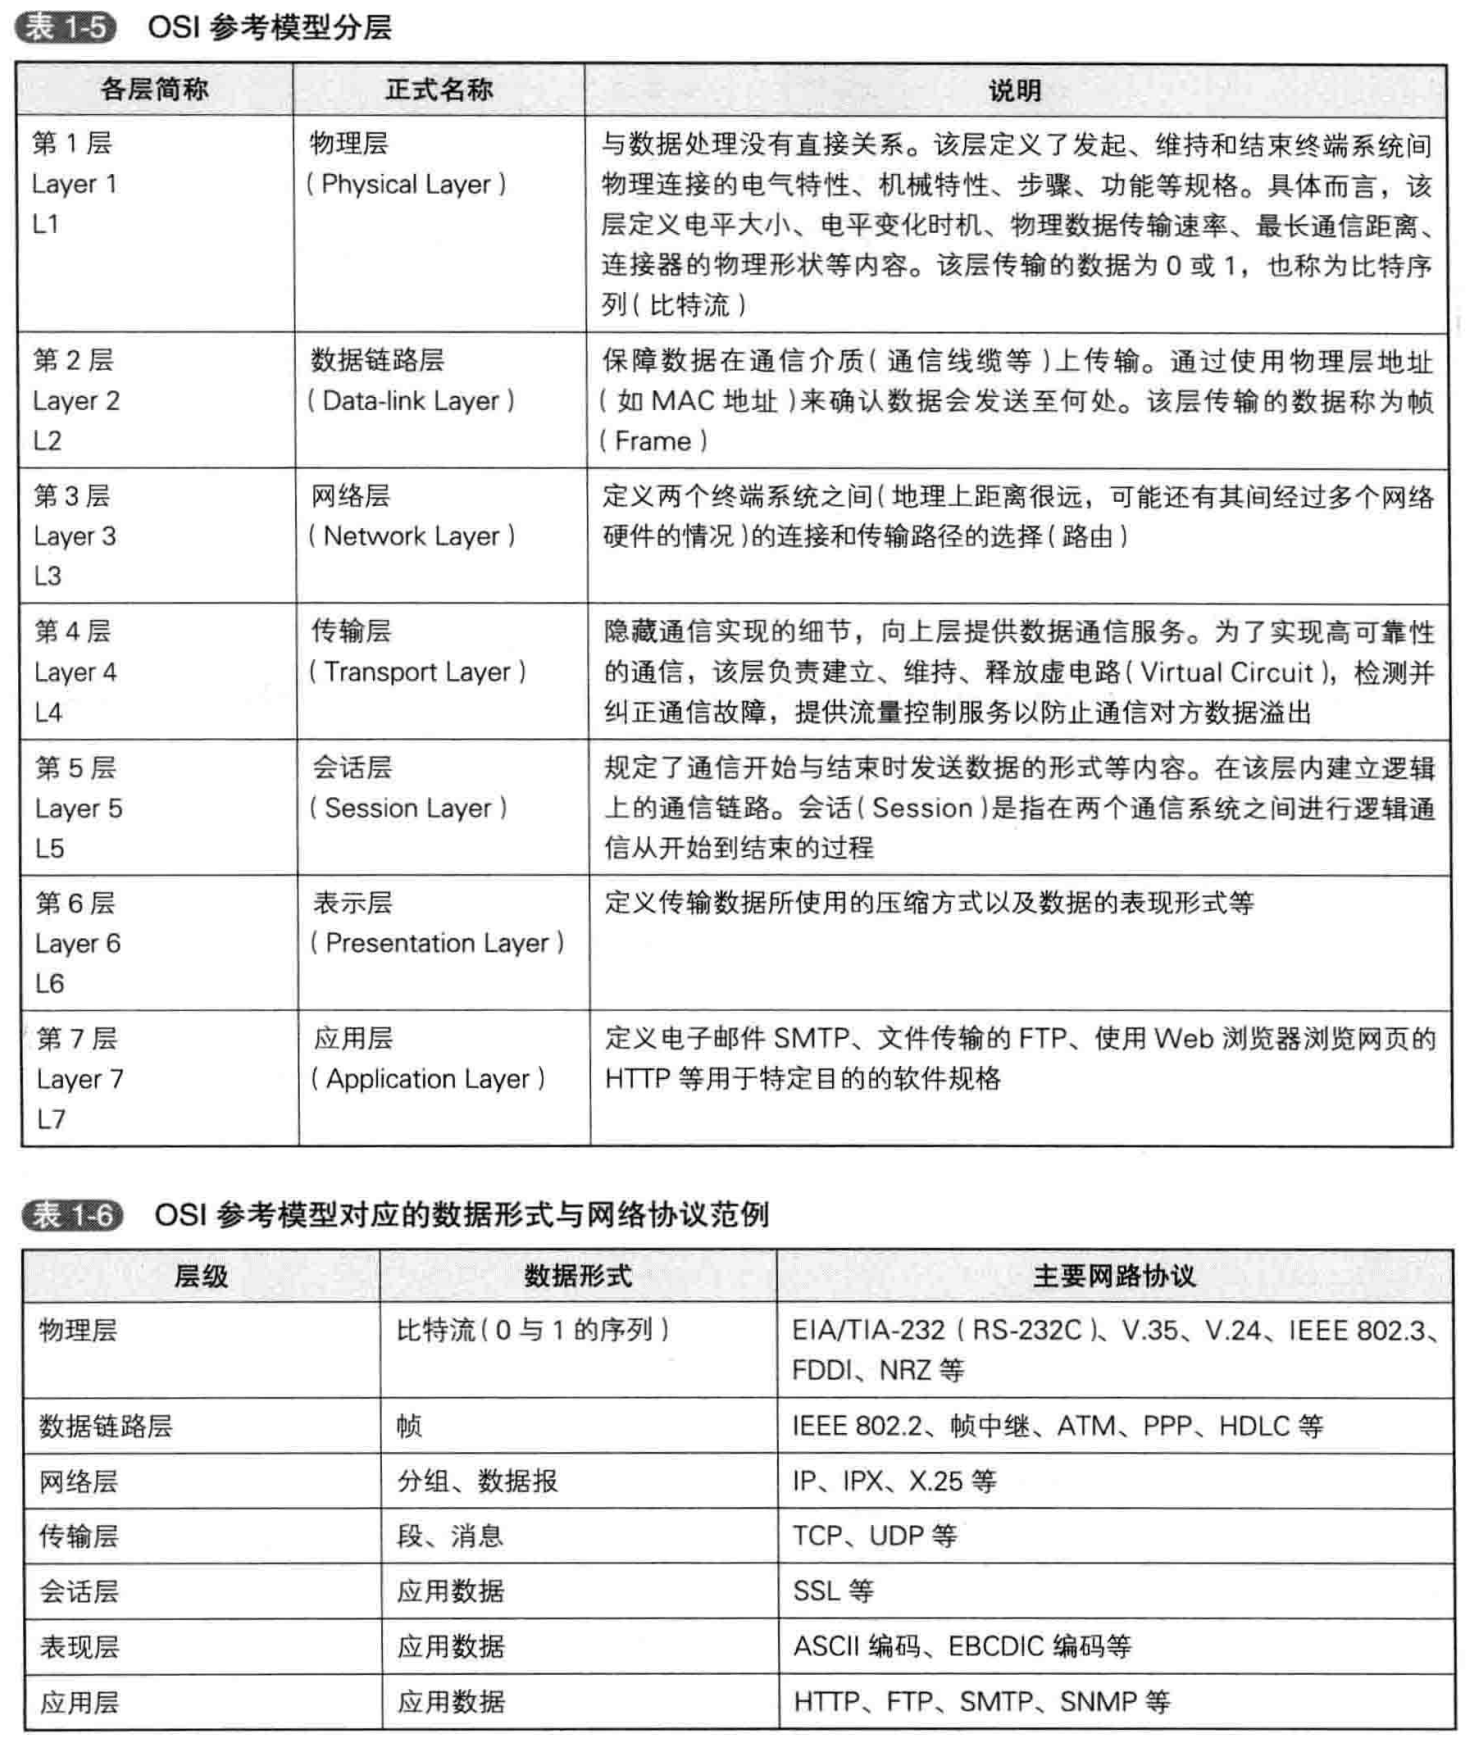 表 1-5 OSI 参考模型分层
各层简称 正式名称 说明
第 1 层 物理层 与数据处理没有直接关系。该层定义了发起、维持和结束终端系统间
Layer 1 （Physical Layer） 物理连接的电气特性、机械特性、步骤、功能等规格。具体而言，该
L1 层定义电平大小、电平变化时机、物理数据传输速率、最长通信距离、
连接器的物理形状等内容。该层传输的数据为 0 或 1，也称为比特序
列（比特流）
第 2 层 数据链路层 保障数据在通信介质（通信线缆等）上传输。通过使用物理层地址
Layer 2 （Data-link Layer） （如 MAC 地址）来确认数据会发送至何处。该层传输的数据称为帧
L2 （Frame）
第 3 层 网络层 定义两个终端系统之间（地理上距离很远，可能还有其间经过多个网络
Layer 3 （Network Layer） 硬件的情况）的连接和传输路径的选择（路由）
L3
第 4 层 传输层 隐藏通信实现的细节，向上层提供数据通信服务。为了实现高可靠性
Layer 4 （Transport Layer） 的通信，该层负责建立、维持、释放虚电路（Virtual Circuit），检测并
L4 纠正通信故障，提供流量控制服务以防止通信对方数据溢出
第 5 层 会话层 规定了通信开始与结束时发送数据的形式等内容。在该层内建立逻辑
Layer 5 （Session Layer） 上的通信链路。会话（Session）是指在两个通信系统之间进行逻辑通
L5 信从开始到结束的过程
第 6 层 表示层 定义传输数据所使用的压缩方式以及数据的表现形式等
Layer 6 （Presentation Layer）
L6
第 7 层 应用层 定义电子邮件 SMTP、文件传输的 FTP、使用 Web 浏览器浏览网页的
Layer 7 （Application Layer） HTTP 等用于特定目的的软件规格
L7
表 1-6 OSI 参考模型对应的数据形式与网络协议范例
层级 数据形式 主要网路协议
物理层 比特流（0 与 1 的序列） EIA/TIA-232（RS-232C）、V.35、V.24、IEEE 802.3、
FDDI、NRZ 等
数据链路层 帧 IEEE 802.2、帧中继、ATM、PPP、HDLC 等
网络层 分组、数据报 IP、IPX、X.25 等
传输层 段、消息 TCP、UDP 等
会话层 应用数据 SSL 等
表现层 应用数据 ASCII 编码、EBCDIC 编码等
应用层 应用数据 HTTP、FTP、SMTP、SNMP 等